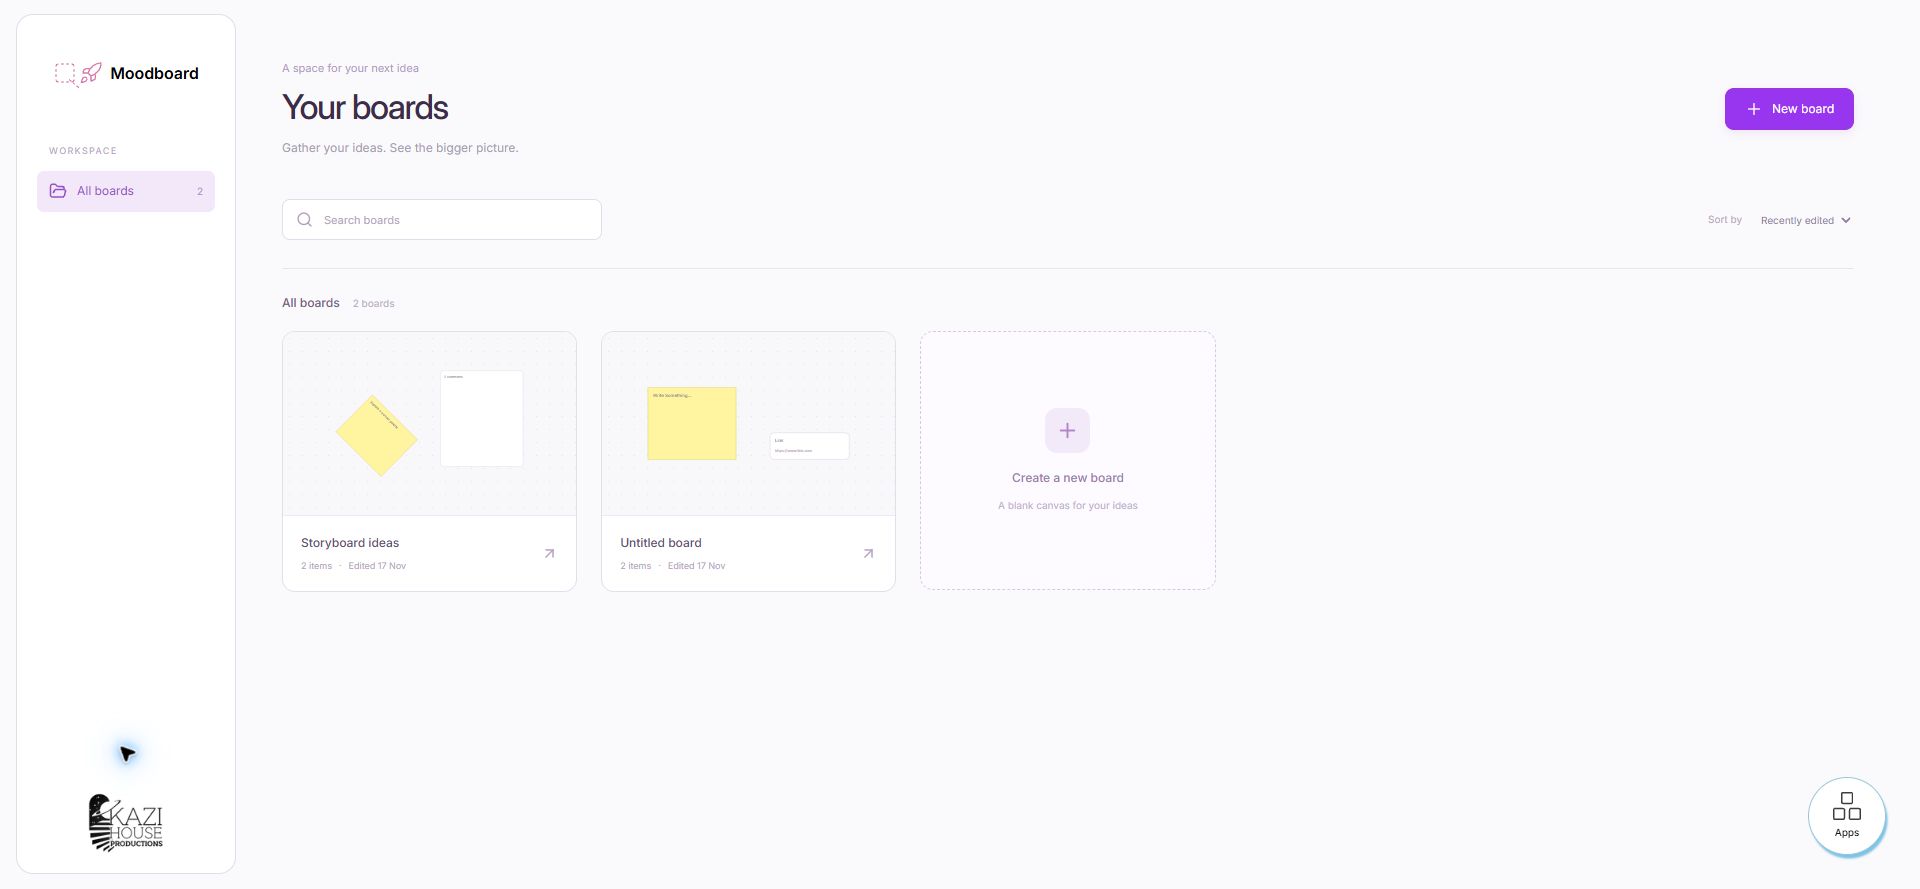 Moodboard
WORKSPACE
All boards 2
KAZI
HOUSE
PRODUCTIONS
A space for your next idea
Your boards
Gather your ideas. See the bigger picture.
New board
Search boards
Sort by Recently edited
All boards 2 boards
Write Something...
Link
Storyboard ideas
2 items · Edited 17 Nov
Untitled board
2 items · Edited 17 Nov
Create a new board
A blank canvas for your ideas
Apps